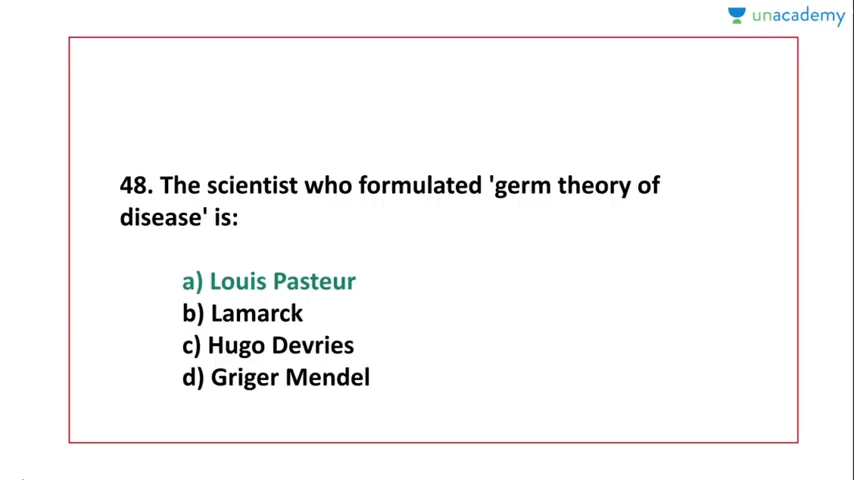 unacademy
48. The scientist who formulated 'germ theory of
disease' is:
a) Louis Pasteur
b) Lamarck
c) Hugo Devries
d) Griger Mendel